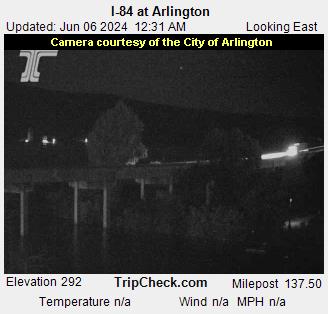 I-84 at Arlington
Updated: Jun 06 2024 12:31 AM Looking East
Camera courtesy of the City of Arlington
Elevation 292 TripCheck.com Milepost 137.50
Temperature n/a Wind n/a MPH n/a